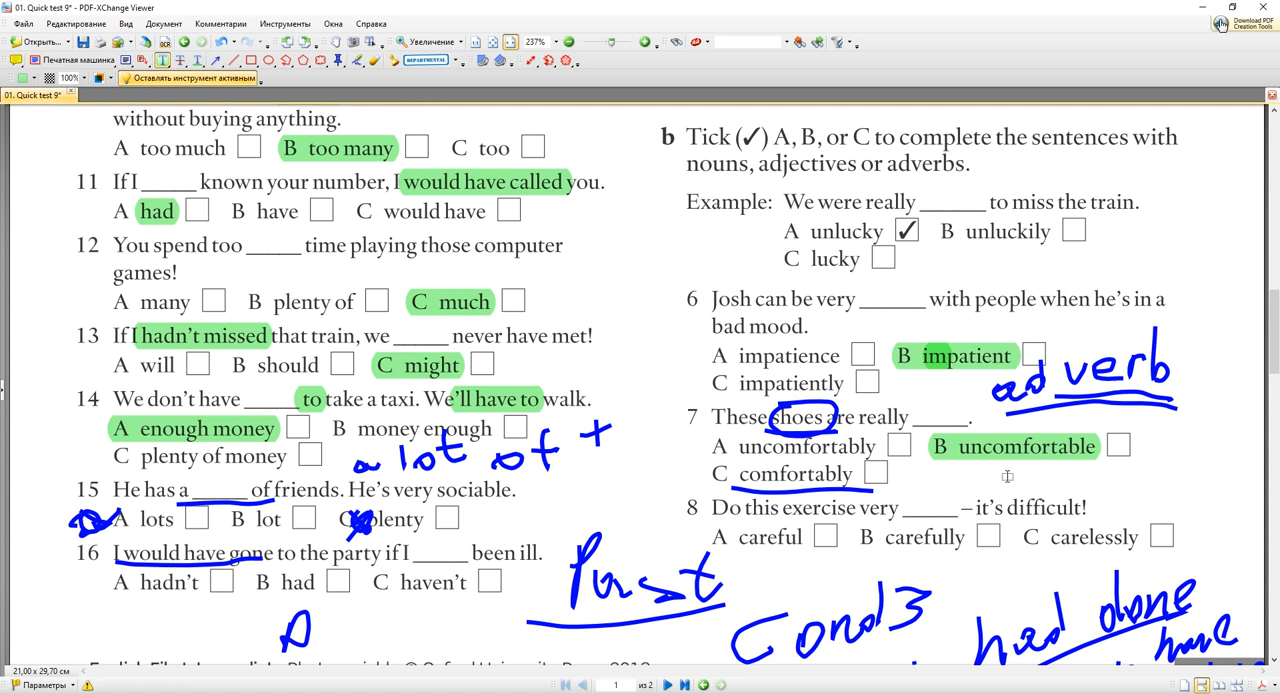 01. Quick test 9* - PDF-XChange Viewer
Файл Редактирование Вид Документ Комментарии Инструменты Окна Справка
Download PDF Creation Tools
Открыть... OCR Увеличение 237%
Печатная машинка DEPARTMENTAL
100% Оставлять инструмент активным
01. Quick test 9*
without buying anything.
A too much B too many C too
11 If I _____ known your number, I would have called you.
A had B have C would have
12 You spend too _____ time playing those computer
games!
A many B plenty of C much
13 If I hadn't missed that train, we _____ never have met!
A will B should C might
14 We don't have _____ to take a taxi. We'll have to walk.
A enough money B money enough
C plenty of money
a lot of +
15 He has a _____ of friends. He's very sociable.
A lots B lot C plenty
16 I would have gone to the party if I _____ been ill.
A hadn't B had C haven't
A
Past
b Tick (✓) A, B, or C to complete the sentences with
nouns, adjectives or adverbs.
Example: We were really _____ to miss the train.
A unlucky ✓ B unluckily
C lucky
6 Josh can be very _____ with people when he's in a
bad mood.
A impatience B impatient
C impatiently
adverb
7 These shoes are really _____.
A uncomfortably B uncomfortable
C comfortably
8 Do this exercise very _____ – it's difficult!
A careful B carefully C carelessly
Cond 3
had done
have
21,00 x 29,70 см
Параметры 1 из 2